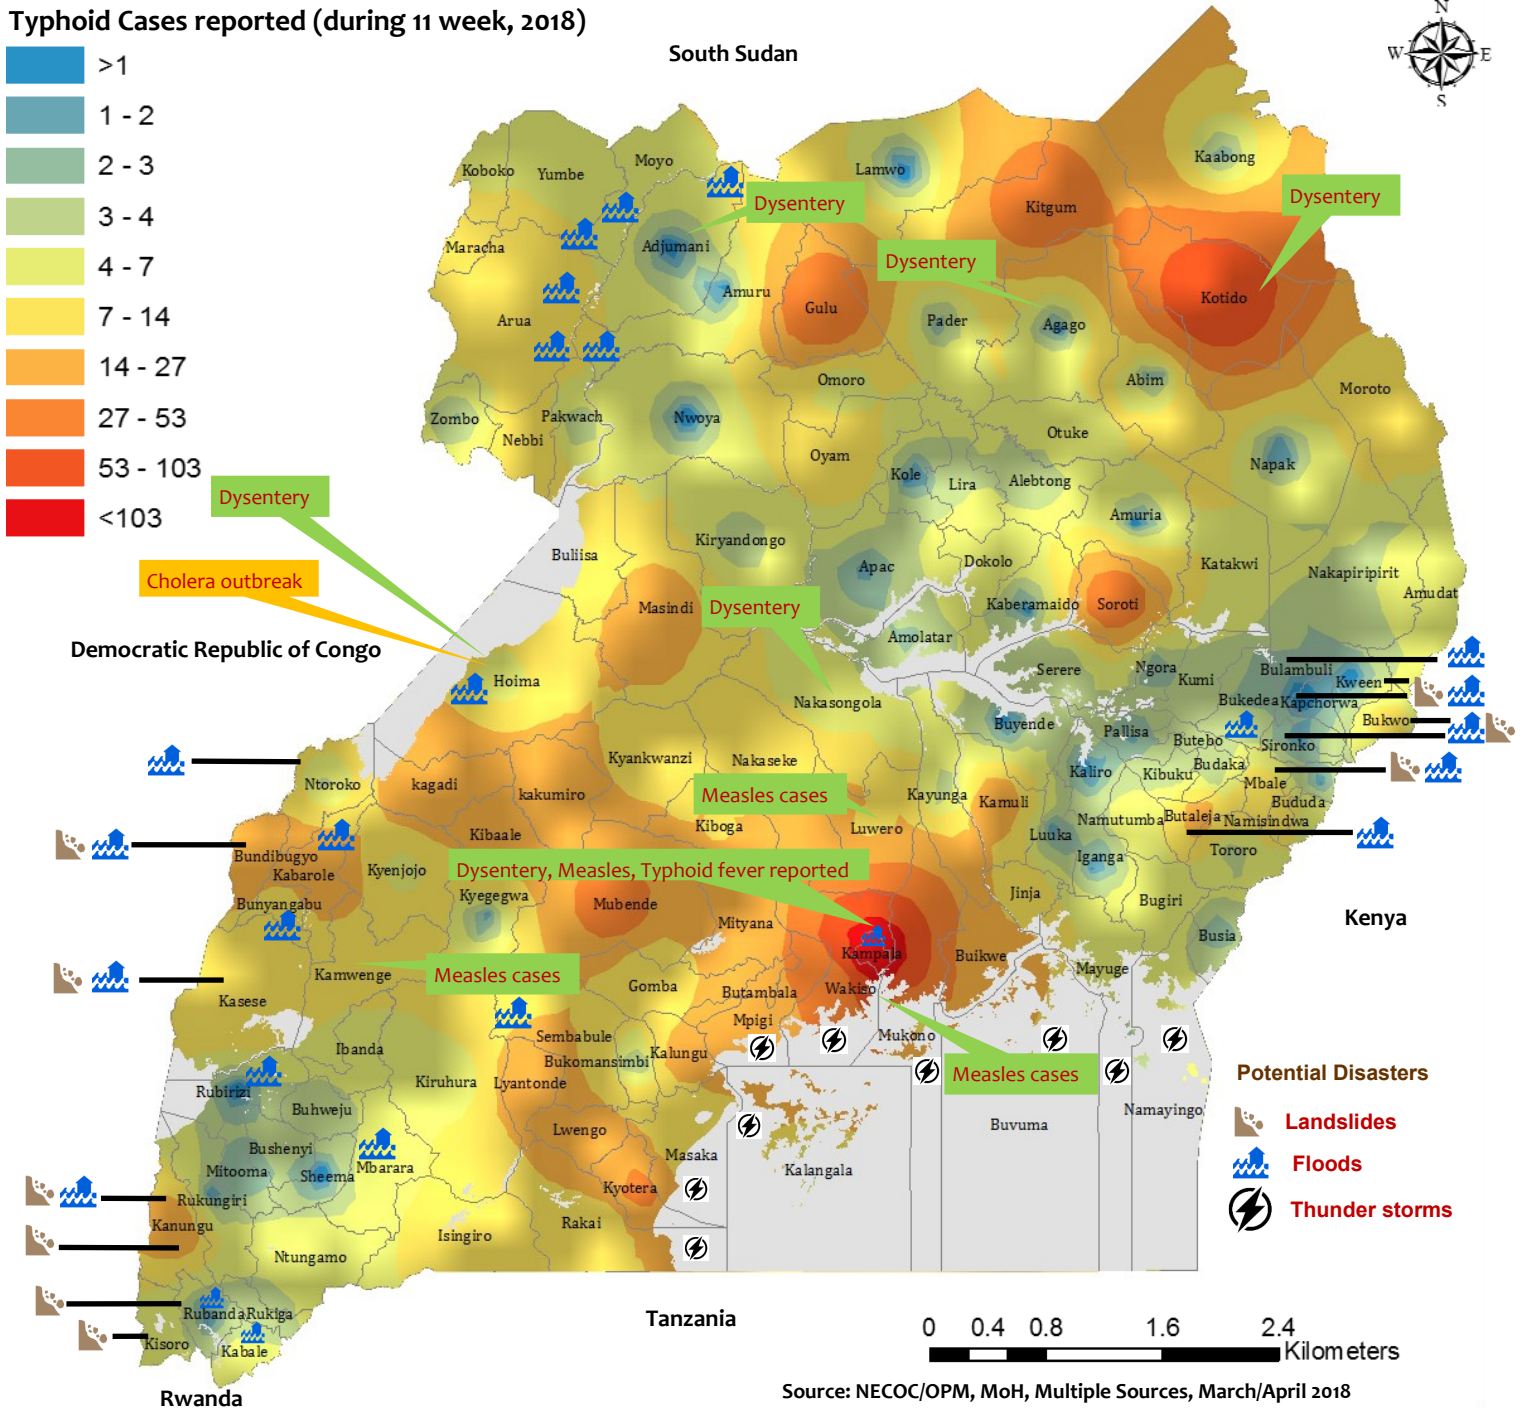 Typhoid Cases reported (during 11 week, 2018)
>1
1 - 2
2 - 3
3 - 4
4 - 7
7 - 14
14 - 27
27 - 53
53 - 103
<103
N
W
E
S
South Sudan
Democratic Republic of Congo
Kenya
Tanzania
Rwanda
Dysentery
Dysentery
Dysentery
Dysentery
Cholera outbreak
Dysentery
Measles cases
Dysentery, Measles, Typhoid fever reported
Measles cases
Measles cases
Koboko
Yumbe
Moyo
Lamwo
Kaabong
Kitgum
Maracha
Adjumani
Amuru
Arua
Gulu
Pader
Agago
Kotido
Omoro
Abim
Moroto
Zombo
Pakwach
Nebbi
Nwoya
Oyam
Otuke
Kole
Lira
Alebtong
Napak
Amuria
Kiryandongo
Buliisa
Apac
Dokolo
Katakwi
Nakapiripirit
Amudat
Masindi
Kaberamaido
Soroti
Amolatar
Hoima
Nakasongola
Serere
Ngora
Kumi
Bulambuli
Kween
Bukedea
Kapchorwa
Bukwo
Buyende
Pallisa
Butebo
Sironko
Kyankwanzi
Nakaseke
Kaliro
Kibuku
Budaka
Mbale
Bududa
Ntoroko
kagadi
kakumiro
Kayunga
Kamuli
Namutumba
Butaleja
Namisindwa
Kibaale
Kiboga
Luwero
Luuka
Iganga
Tororo
Bundibugyo
Kabarole
Kyenjojo
Kyegegwa
Mubende
Mityana
Jinja
Bugiri
Bunyangabu
Kampala
Buikwe
Busia
Kamwenge
Gomba
Butambala
Wakiso
Mayuge
Kasese
Mpigi
Mukono
Sembabule
Bukomansimbi
Kalungu
Ibanda
Kiruhura
Lyantonde
Rubirizi
Buhweju
Namayingo
Buvuma
Lwengo
Bushenyi
Mitooma
Sheema
Mbarara
Masaka
Kalangala
Rukungiri
Kyotera
Kanungu
Isingiro
Rakai
Ntungamo
Rubanda
Rukiga
Kisoro
Kabale
Potential Disasters
Landslides
Floods
Thunder storms
0 0.4 0.8 1.6 2.4
Kilometers
Source: NECOC/OPM, MoH, Multiple Sources, March/April 2018